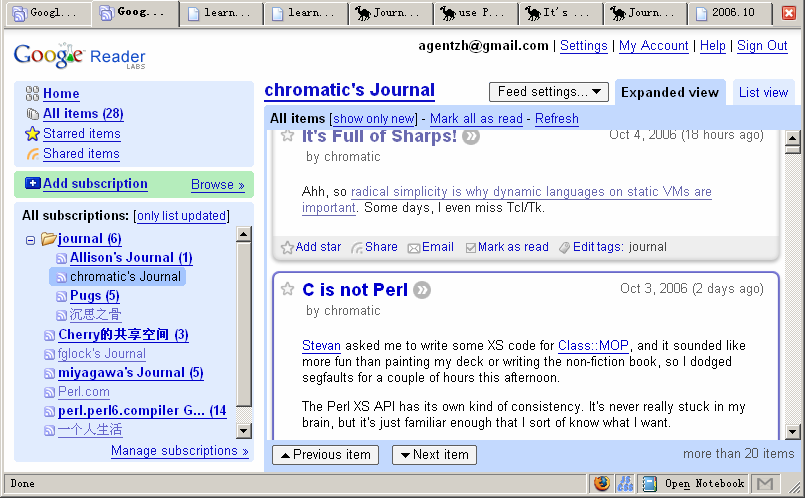 Googl...
Goog...
learn...
learn...
Journ...
use P...
It's ...
Journ...
2006.10
Google Reader
LABS
agentzh@gmail.com | Settings | My Account | Help | Sign Out
Home
All items (28)
Starred items
Shared items
Add subscription
Browse »
All subscriptions: [only list updated]
journal (6)
Allison's Journal (1)
chromatic's Journal
Pugs (5)
沉思之骨
Cherry的共享空间 (3)
fglock's Journal
miyagawa's Journal (5)
Perl.com
perl.perl6.compiler G... (14
一个人生活
Manage subscriptions »
chromatic's Journal
Feed settings...
Expanded view
List view
All items [show only new] - Mark all as read - Refresh
It's Full of Sharps! »
Oct 4, 2006 (18 hours ago)
by chromatic
Ahh, so radical simplicity is why dynamic languages on static VMs are
important. Some days, I even miss Tcl/Tk.
Add star Share Email Mark as read Edit tags: journal
C is not Perl »
Oct 3, 2006 (2 days ago)
by chromatic
Stevan asked me to write some XS code for Class::MOP, and it sounded like
more fun than painting my deck or writing the non-fiction book, so I dodged
segfaults for a couple of hours this afternoon.
The Perl XS API has its own kind of consistency. It's never really stuck in my
brain, but it's just familiar enough that I sort of know what I want.
Previous item
Next item
more than 20 items
Done
Open Notebook